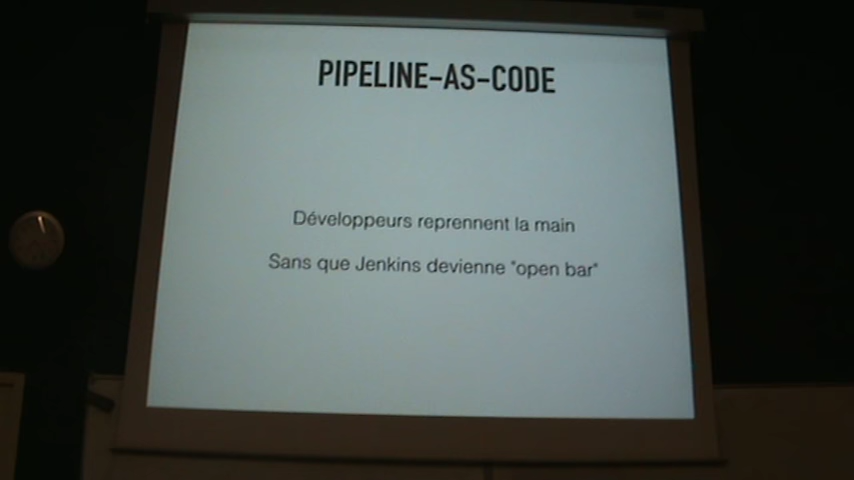 PIPELINE-AS-CODE
Développeurs reprennent la main
Sans que Jenkins devienne "open bar"